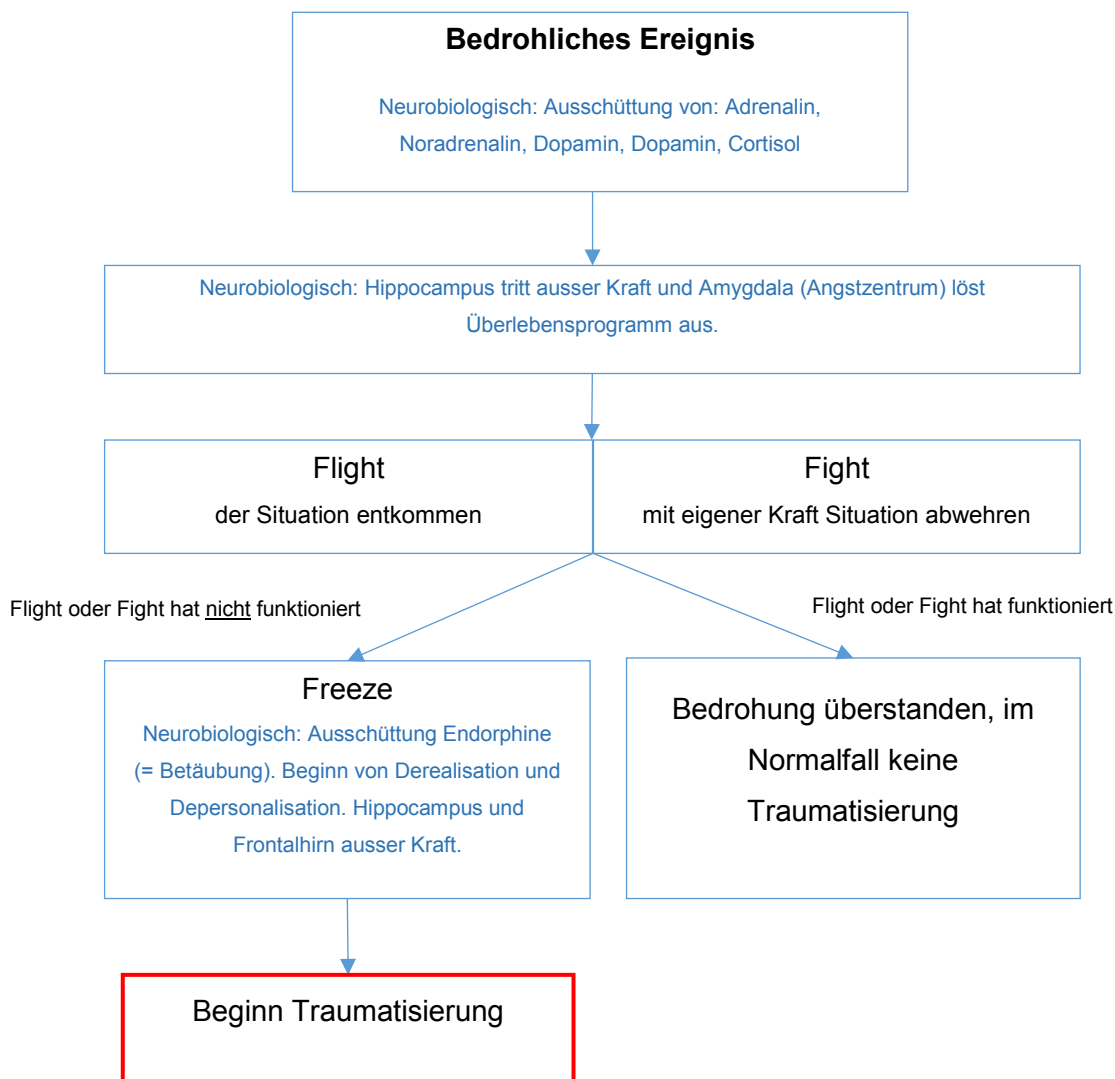 Bedrohliches Ereignis
Neurobiologisch: Ausschüttung von: Adrenalin,
Noradrenalin, Dopamin, Dopamin, Cortisol
Neurobiologisch: Hippocampus tritt ausser Kraft und Amygdala (Angstzentrum) löst
Überlebensprogramm aus.
Flight
der Situation entkommen
Fight
mit eigener Kraft Situation abwehren
Flight oder Fight hat nicht funktioniert
Flight oder Fight hat funktioniert
Freeze
Neurobiologisch: Ausschüttung Endorphine
(= Betäubung). Beginn von Derealisation und
Depersonalisation. Hippocampus und
Frontalhirn ausser Kraft.
Bedrohung überstanden, im
Normalfall keine
Traumatisierung
Beginn Traumatisierung